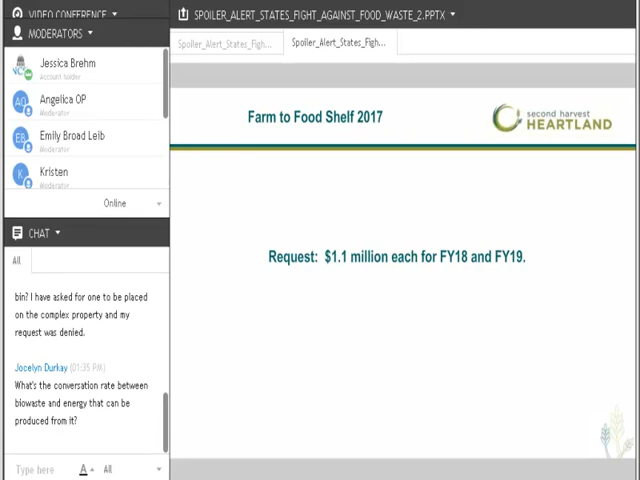 VIDEO CONFERENCE
MODERATORS
Jessica Brehm
Account holder
AO
Angelica OP
Moderator
EB
Emily Broad Leib
Moderator
K
Kristen
Moderator
Online
CHAT
All
bin? I have asked for one to be placed
on the complex property and my
request was denied.
Jocelyn Durkay (01:35 PM)
What's the conversation rate between
biowaste and energy that can be
produced from it?
Type here
A
All
SPOILER_ALERT_STATES_FIGHT_AGAINST_FOOD_WASTE_2.PPTX
Spoiler_Alert_States_Figh...
Spoiler_Alert_States_Figh...
Farm to Food Shelf 2017
second harvest
HEARTLAND
Request: $1.1 million each for FY18 and FY19.